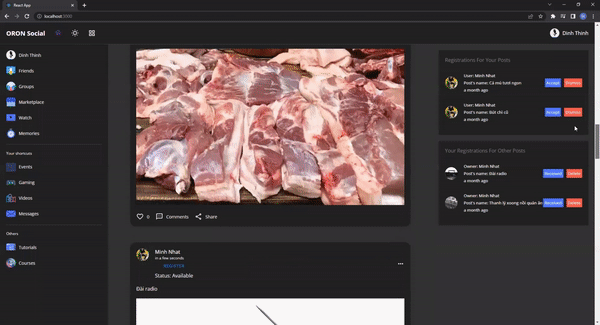 React App
localhost:3000
ORON Social
Dinh Thinh
Dinh Thinh
Friends
Groups
Marketplace
Watch
Memories
Your shortcuts
Events
Gaming
Videos
Messages
Others
Tutorials
Courses
0
Comments
Share
Minh Nhat
in a few seconds
REGISTER
Status: Available
Đài radio
Registrations For Your Posts
User: Minh Nhat
Post's name: Cá mú tươi ngon
a month ago
Accept
Dismiss
User: Minh Nhat
Post's name: Bút chì cũ
a month ago
Accept
Dismiss
Your Registrations For Other Posts
Owner: Minh Nhat
Post's name: Đài radio
a month ago
Received
Delete
Owner: Minh Nhat
Post's name: Thanh lý xoong nồi quán ăn
a month ago
Received
Delete